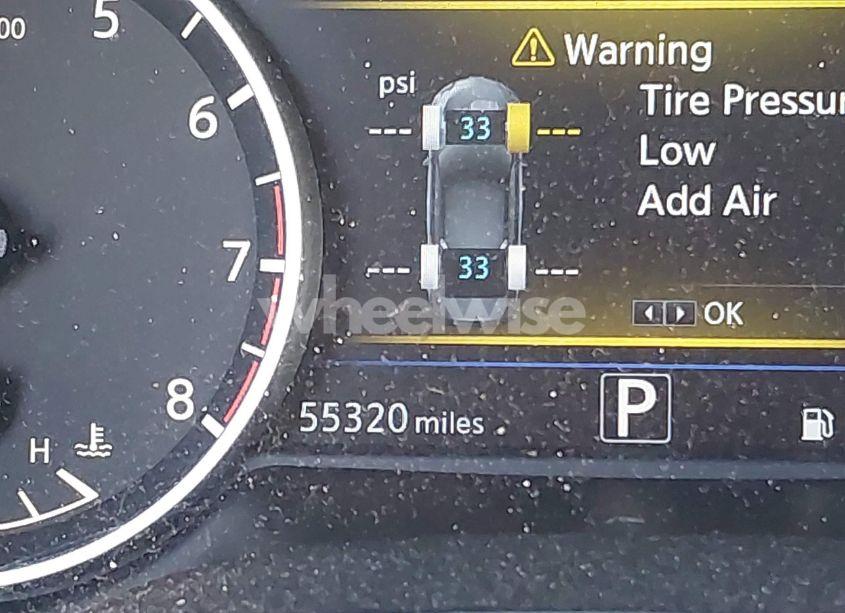 00
5
6
7
8
H
psi
Warning
Tire Pressur
Low
Add Air
--- 33 ---
--- 33 ---
OK
wheelwise
55320 miles
P